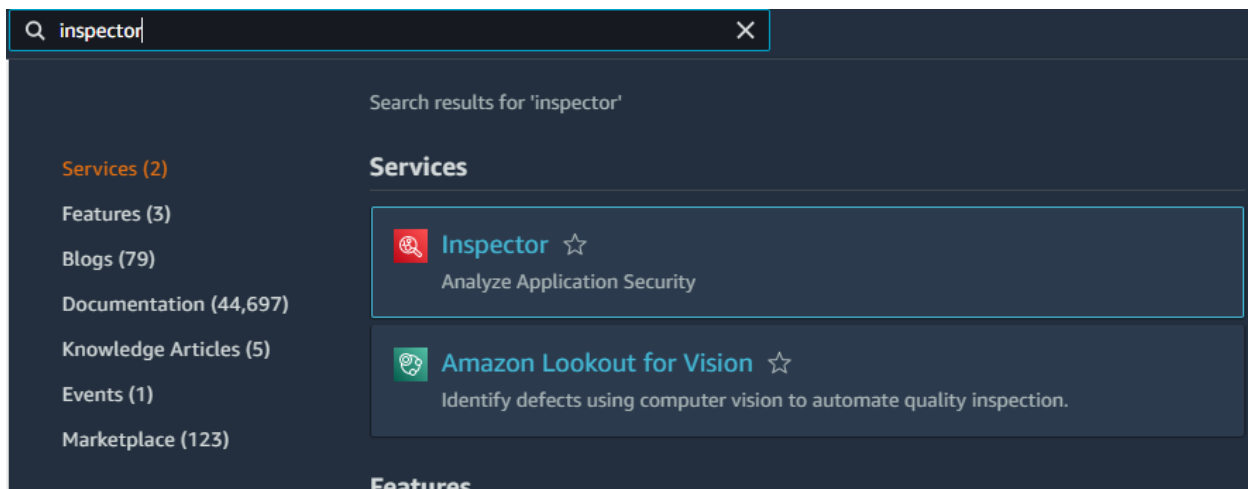 inspector
Search results for 'inspector'
Services (2)
Features (3)
Blogs (79)
Documentation (44,697)
Knowledge Articles (5)
Events (1)
Marketplace (123)
Services
Inspector
Analyze Application Security
Amazon Lookout for Vision
Identify defects using computer vision to automate quality inspection.
Features